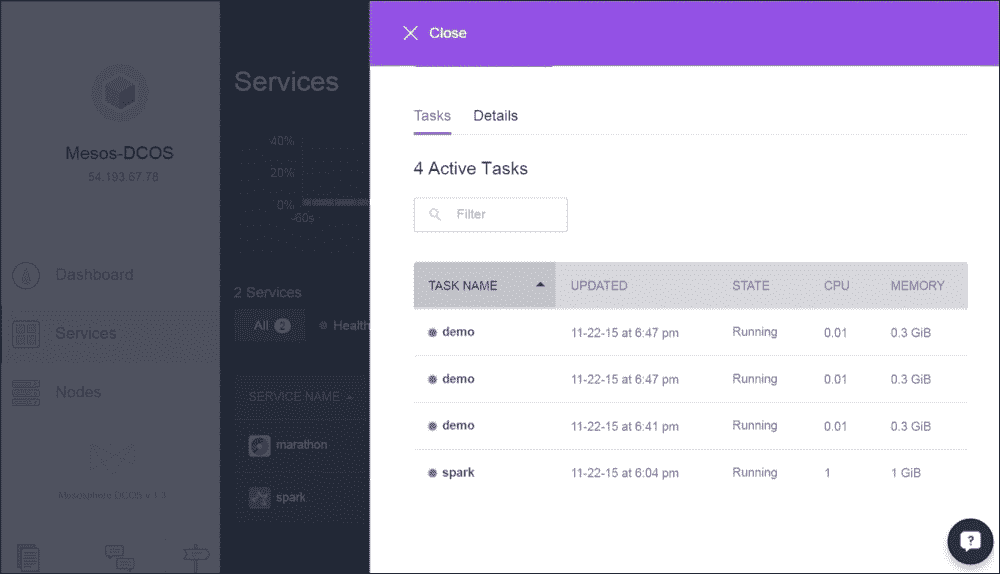 Mesos-DCOS
54.193.67.78
Dashboard
Services
Nodes
Mesosphere DCOS v.1.1
Services
40%
20%
0%
-60s
2 Services
All 2
Health
SERVICE NAME
marathon
spark
Close
Tasks Details
4 Active Tasks
Filter
TASK NAME UPDATED STATE CPU MEMORY
demo 11-22-15 at 6:47 pm Running 0.01 0.3 GiB
demo 11-22-15 at 6:47 pm Running 0.01 0.3 GiB
demo 11-22-15 at 6:41 pm Running 0.01 0.3 GiB
spark 11-22-15 at 6:04 pm Running 1 1 GiB
?